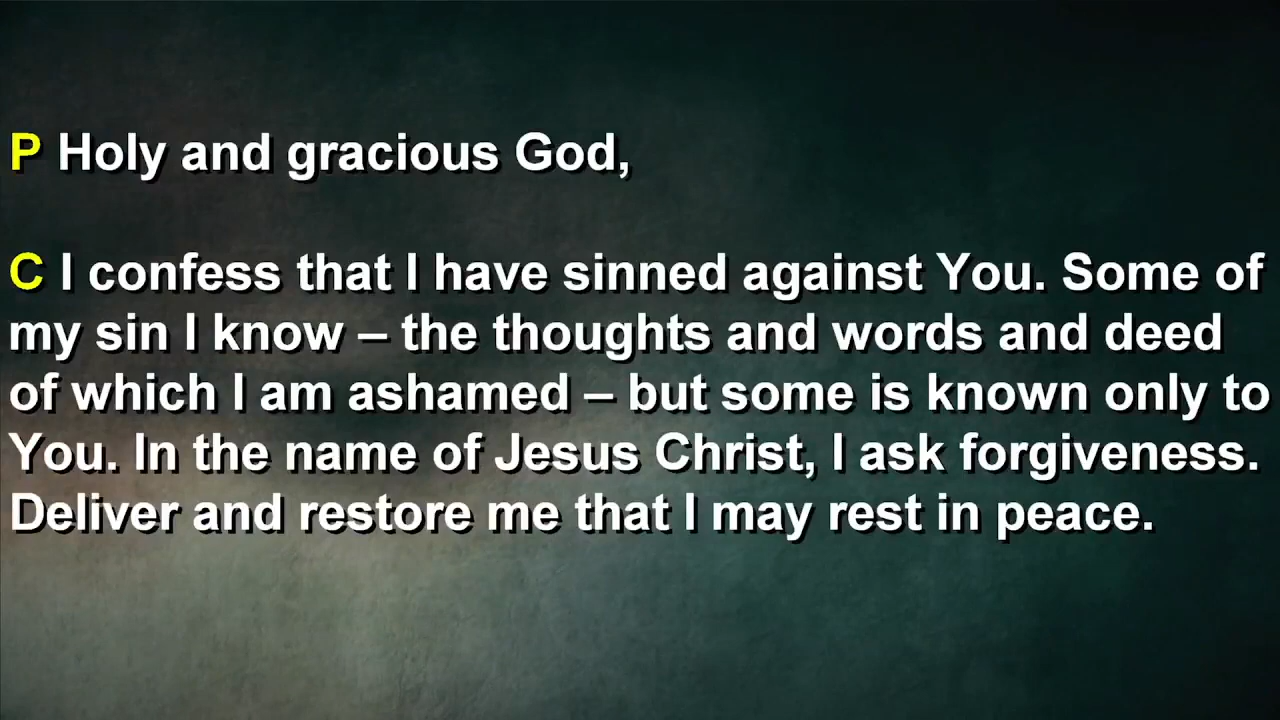 P Holy and gracious God,
C I confess that I have sinned against You. Some of
my sin I know – the thoughts and words and deed
of which I am ashamed – but some is known only to
You. In the name of Jesus Christ, I ask forgiveness.
Deliver and restore me that I may rest in peace.